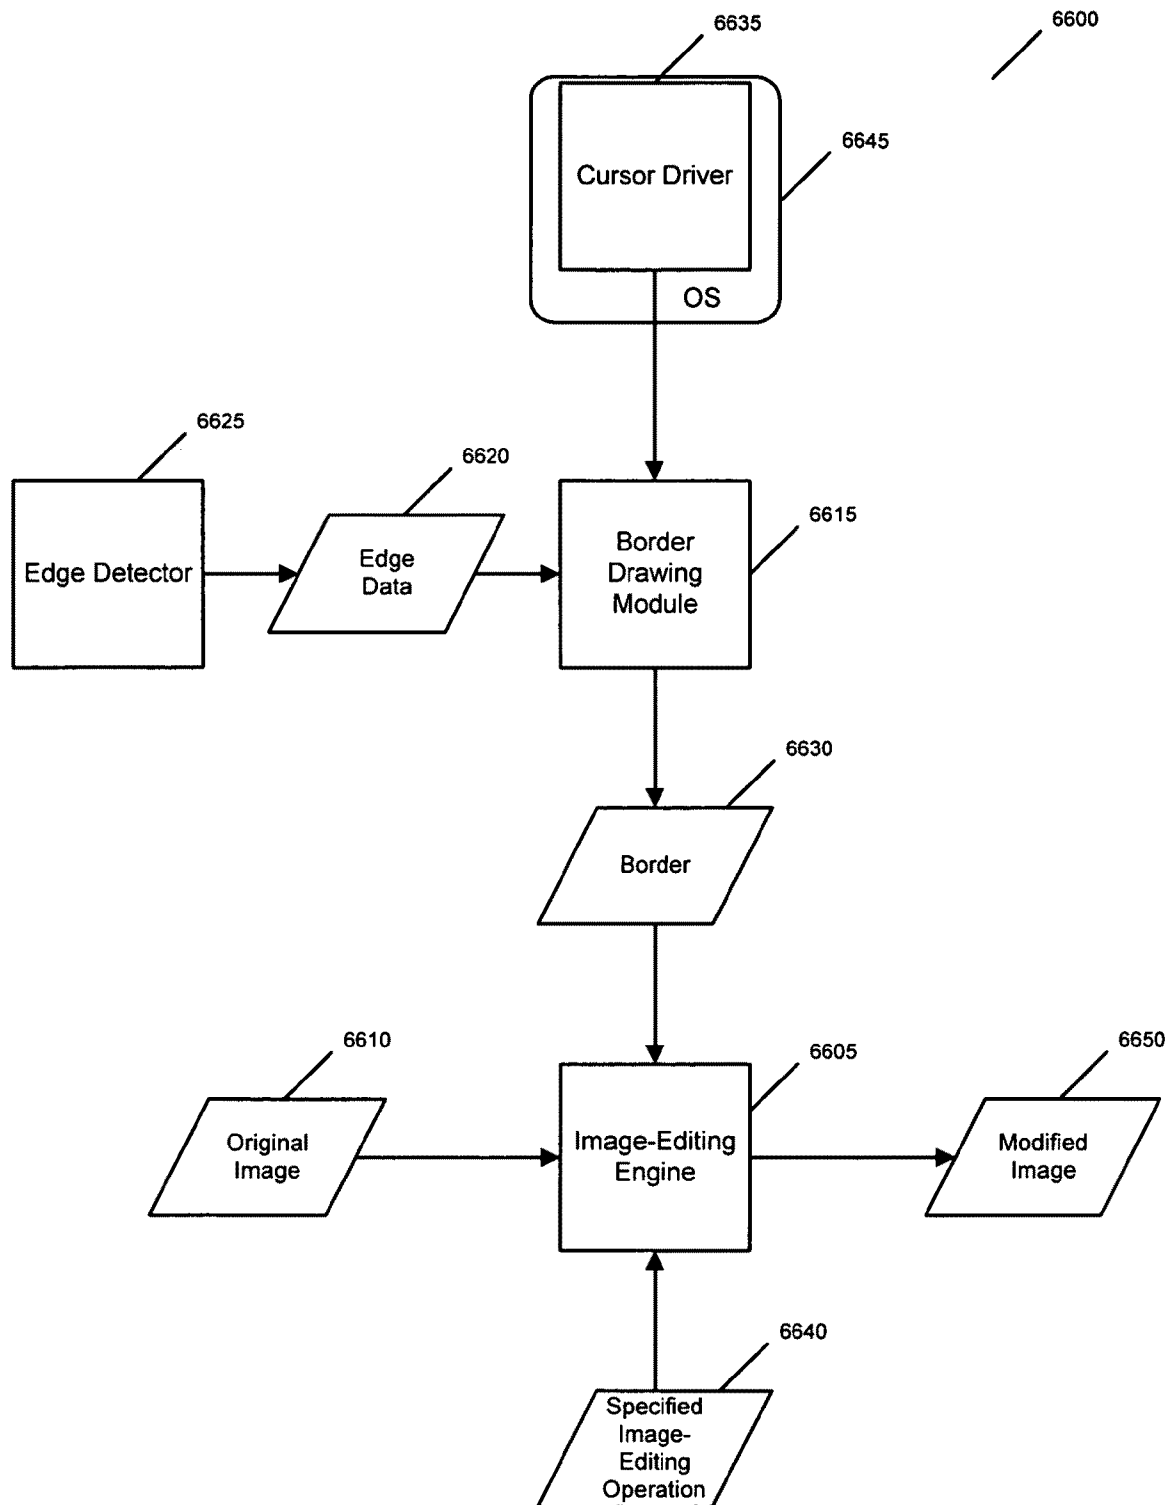 6635
6600
6645
Cursor Driver
OS
6625
6620
6615
Edge Detector
Edge
Data
Border
Drawing
Module
6630
Border
6610
6605
6650
Original
Image
Image-Editing
Engine
Modified
Image
6640
Specified
Image-
Editing
Operation